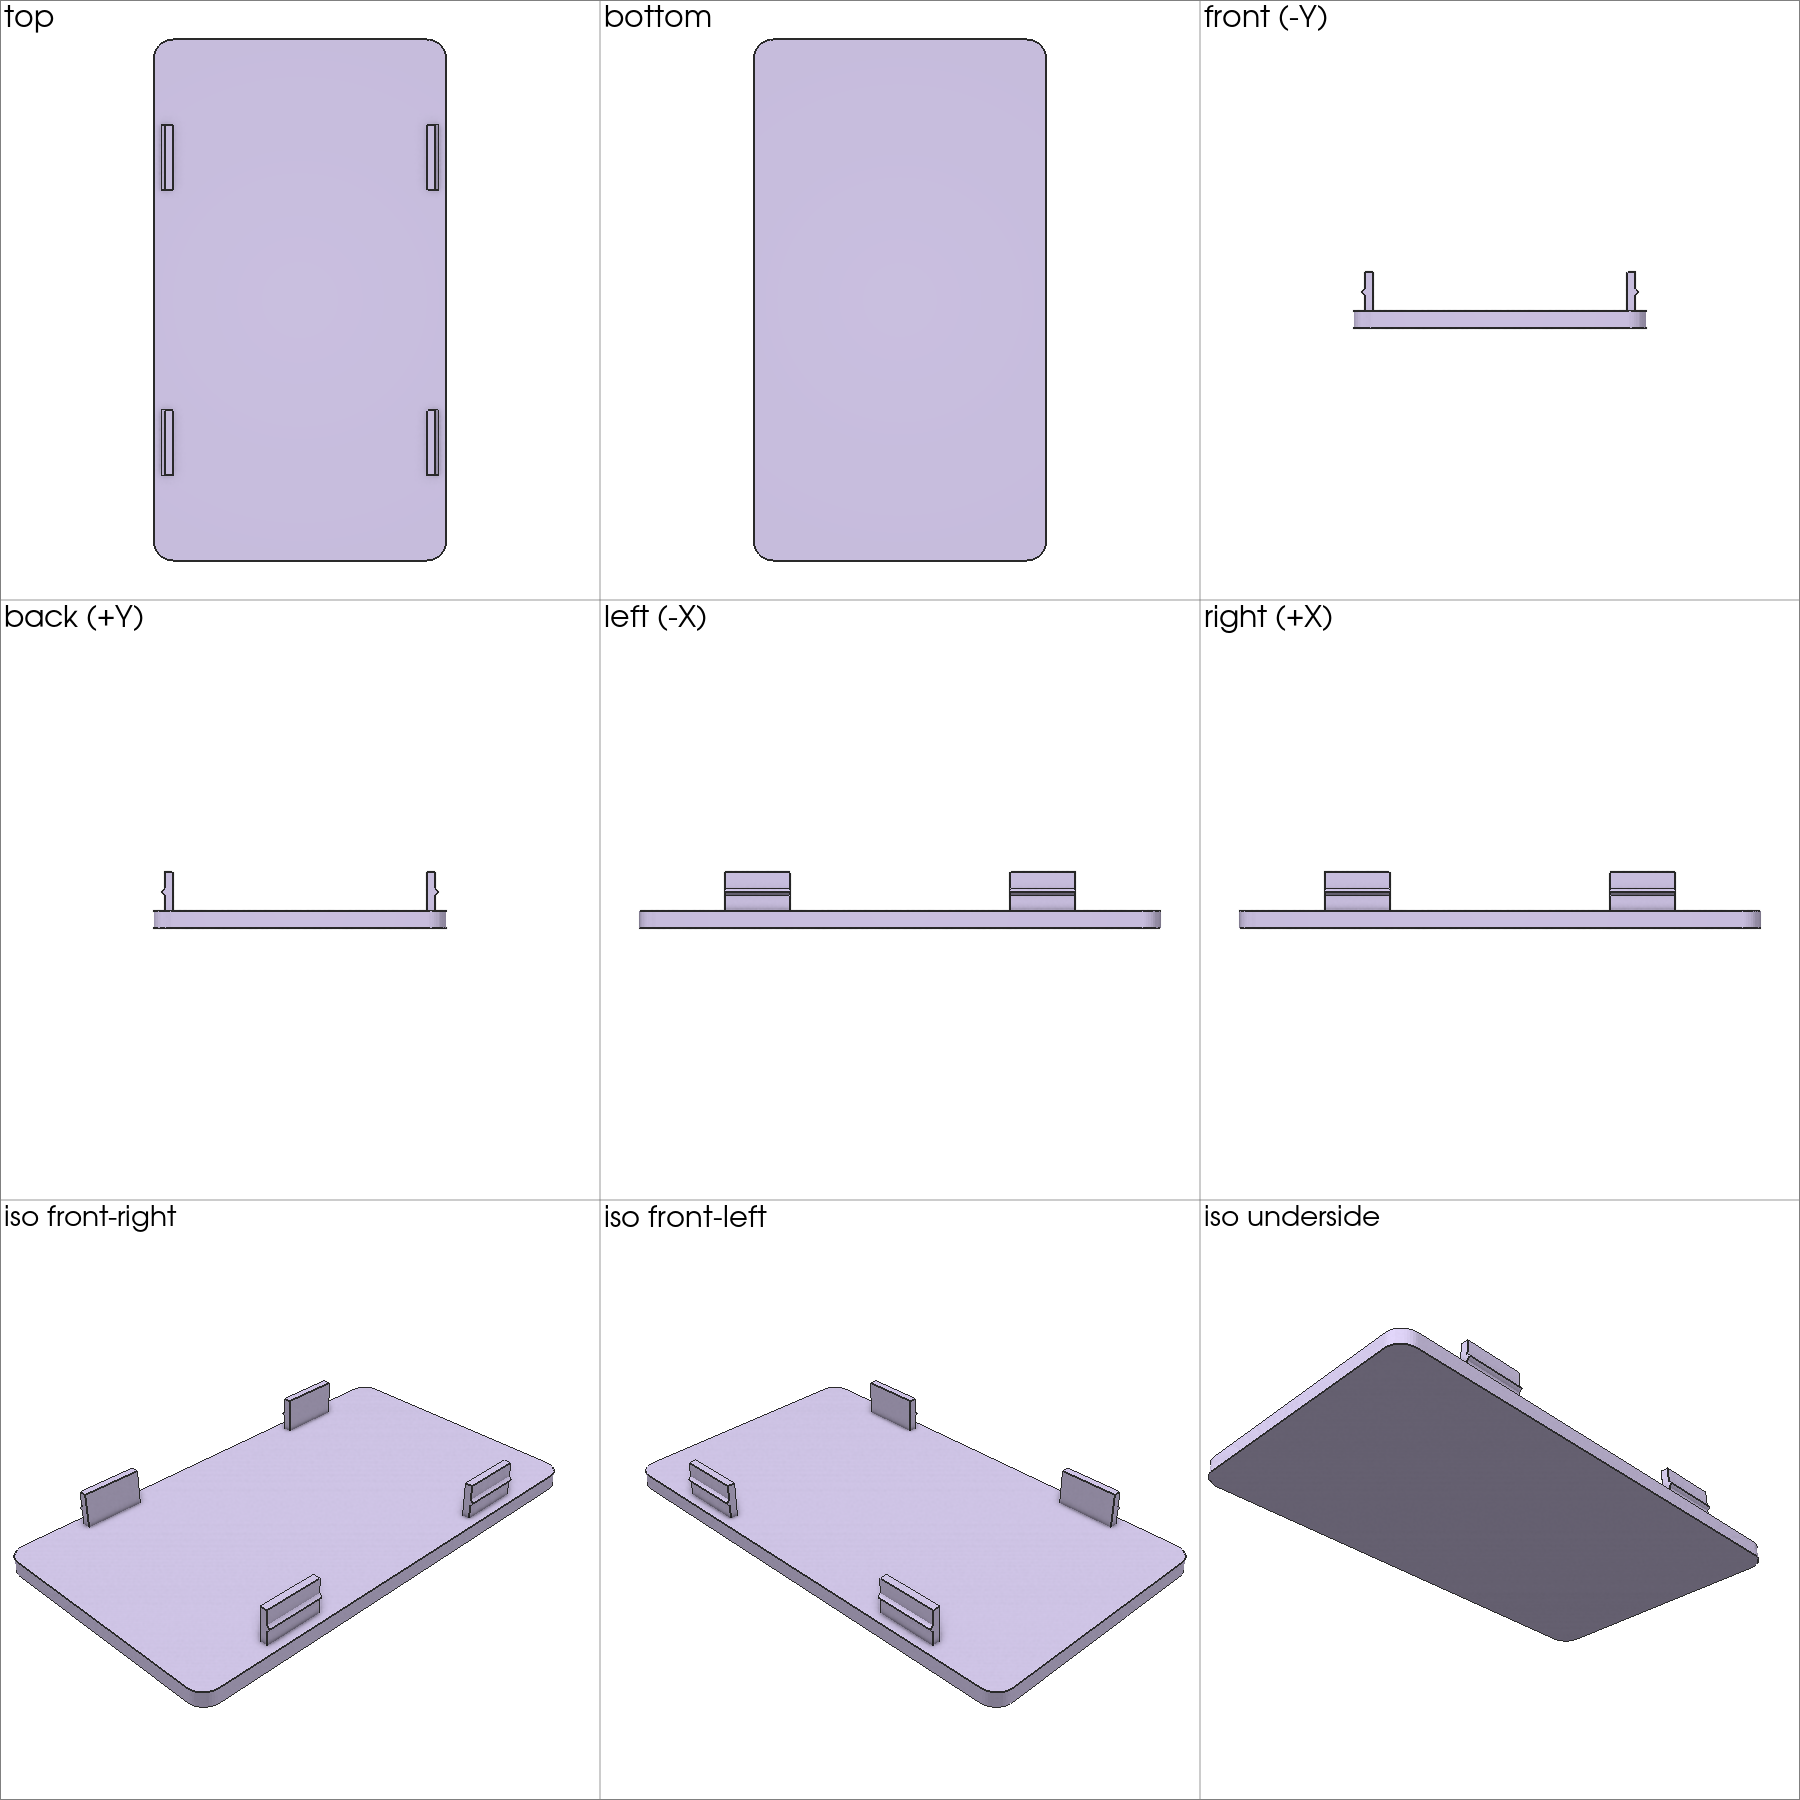 top
bottom
front (-Y)
back (+Y)
left (-X)
right (+X)
iso front-right
iso front-left
iso underside